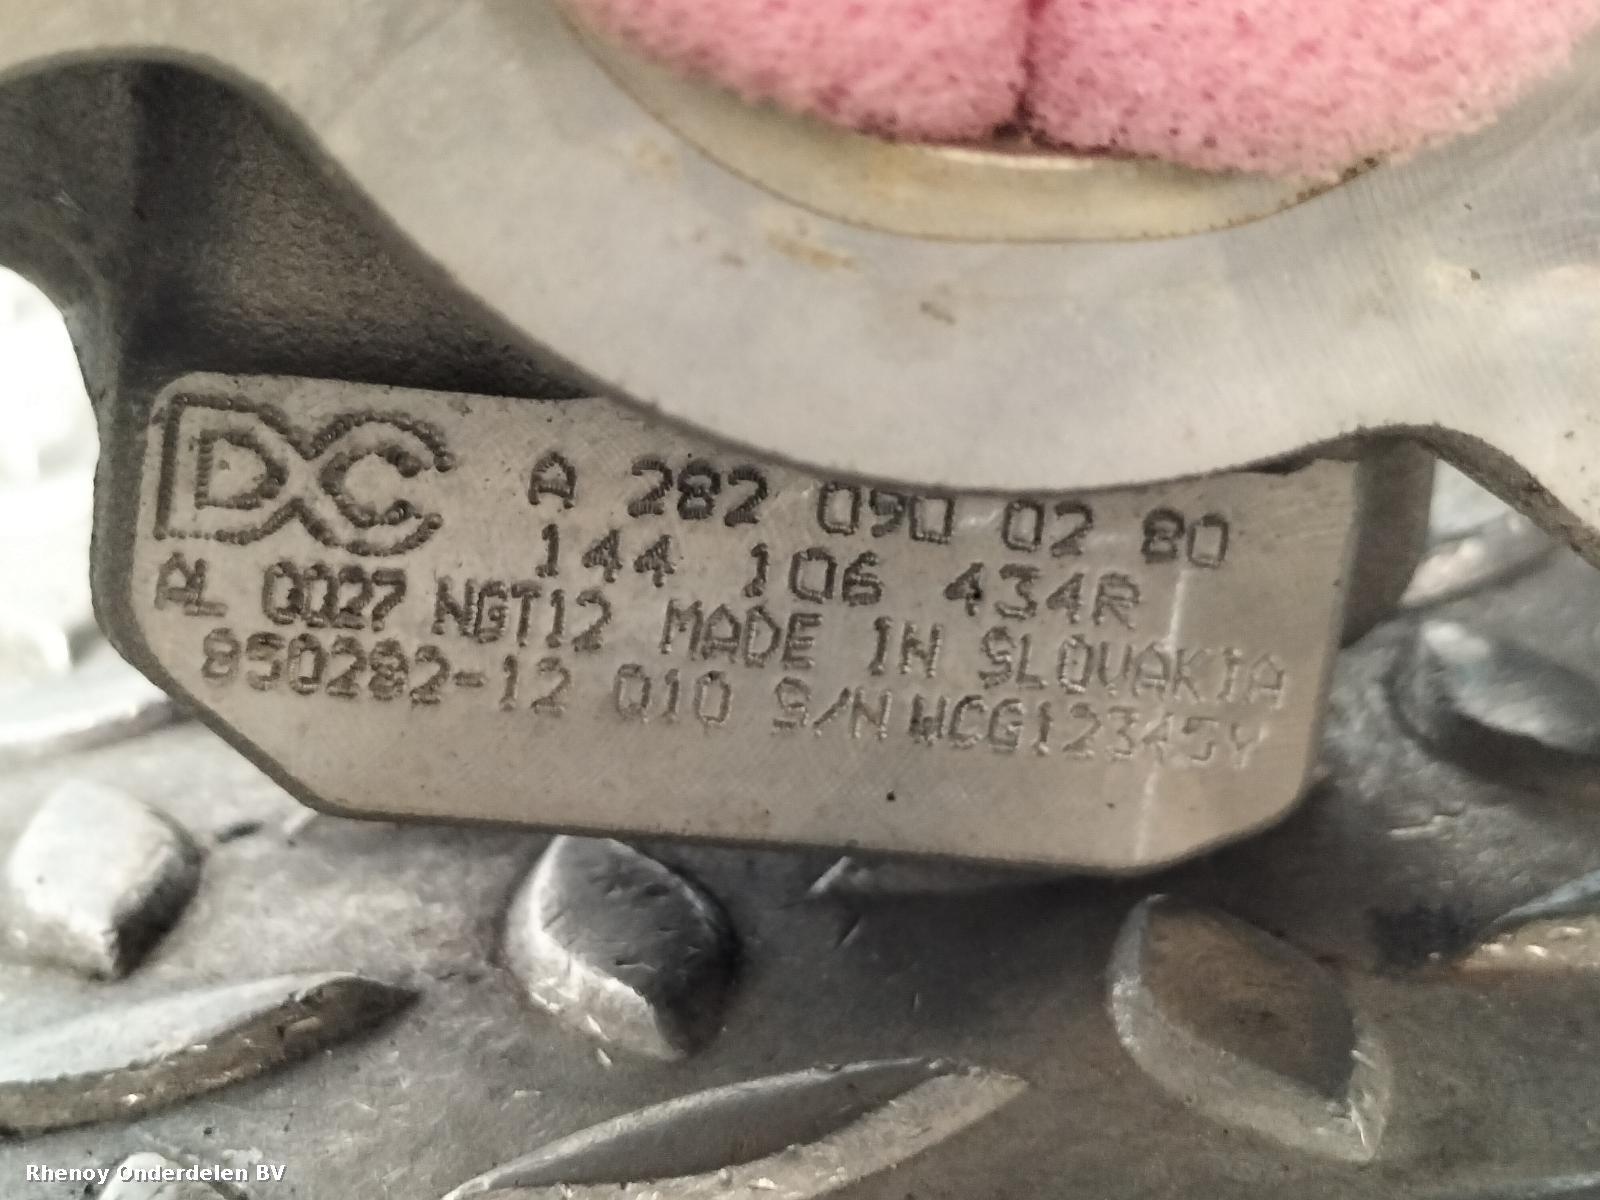 DC A 282 090 02 80
144 106 434R
AL 0027 NGT12 MADE IN SLOVAKIA
850282-12 010 S/N WCG12345Y
Rhenoy Onderdelen BV